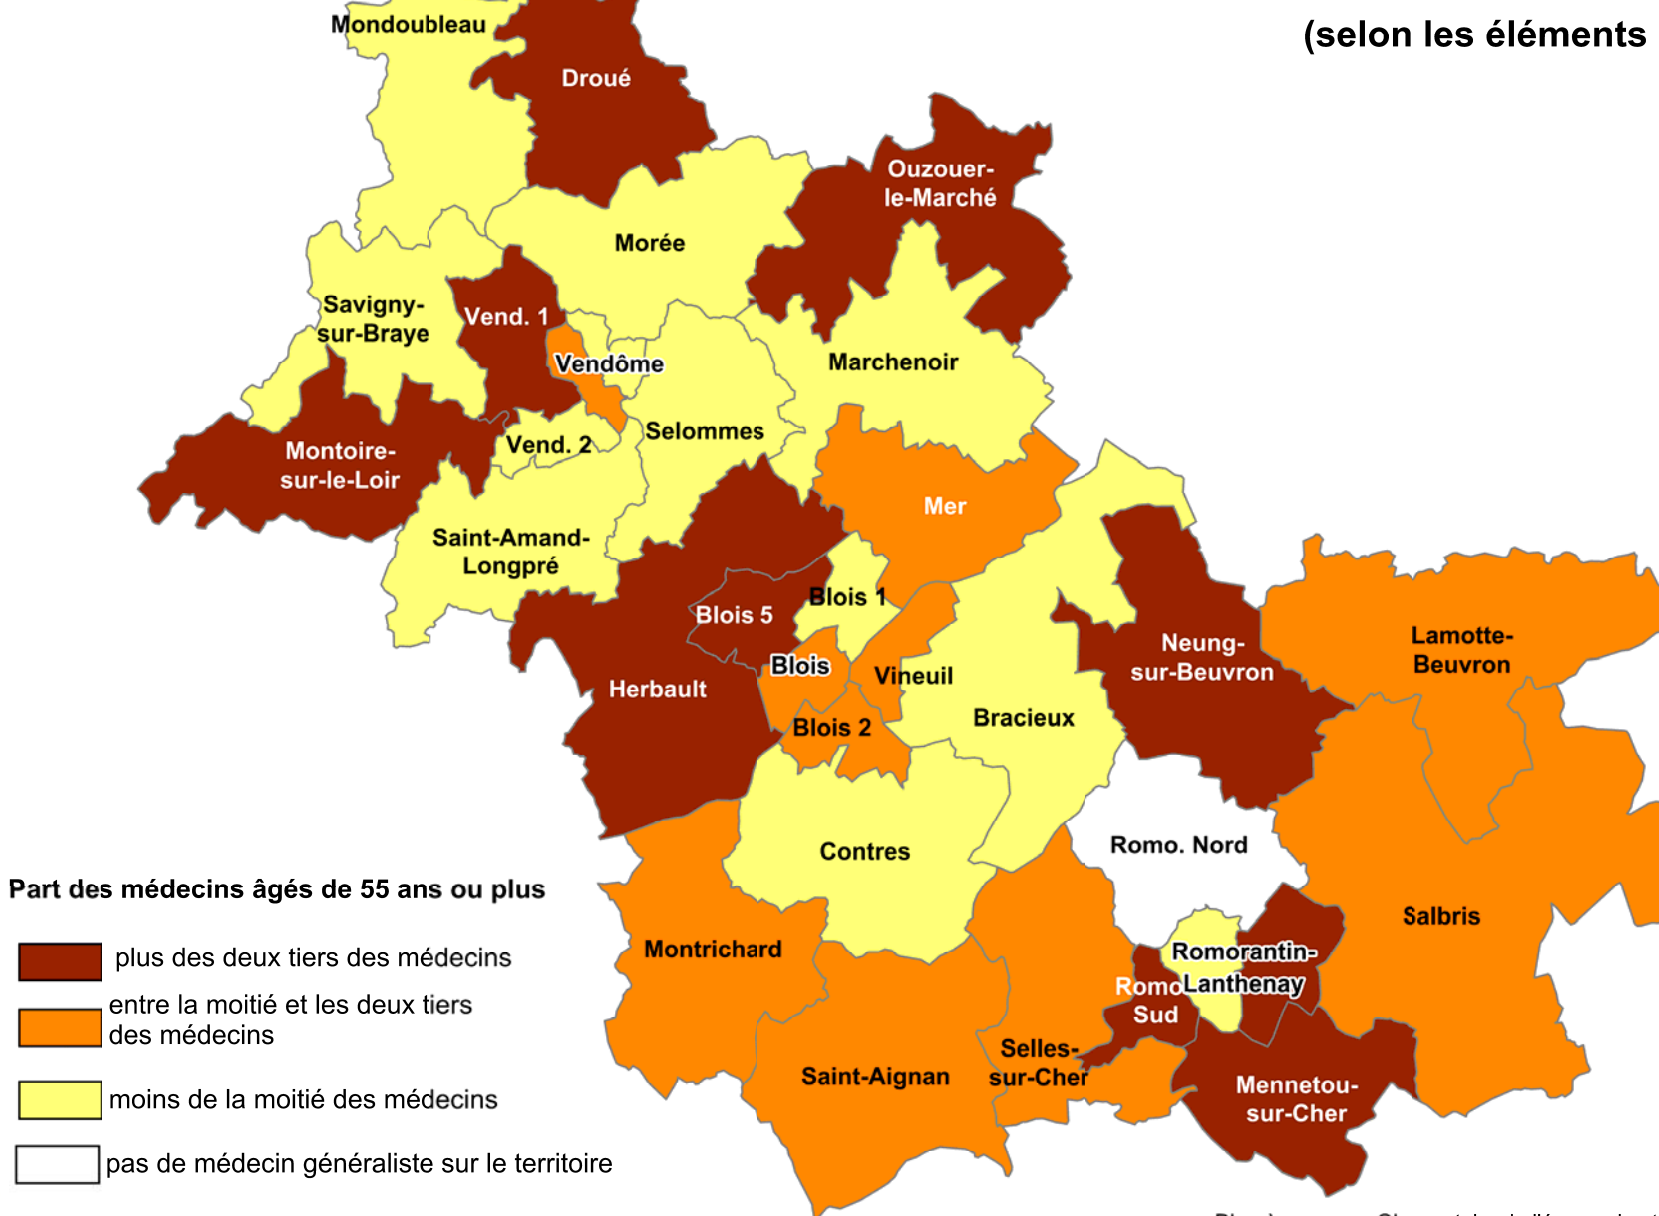 (selon les éléments
Mondoubleau
Droué
Ouzouer-
le-Marché
Morée
Savigny-
sur-Braye
Vend. 1
Vendôme
Marchenoir
Selommes
Vend. 2
Montoire-
sur-le-Loir
Mer
Saint-Amand-
Longpré
Blois 1
Blois 5
Blois
Herbault
Vineuil
Bracieux
Blois 2
Neung-
sur-Beuvron
Lamotte-
Beuvron
Contres
Romo. Nord
Salbris
Montrichard
Romorantin-
Lanthenay
Romo
Sud
Selles-
sur-Cher
Saint-Aignan
Mennetou-
sur-Cher
Part des médecins âgés de 55 ans ou plus
plus des deux tiers des médecins
entre la moitié et les deux tiers
des médecins
moins de la moitié des médecins
pas de médecin généraliste sur le territoire